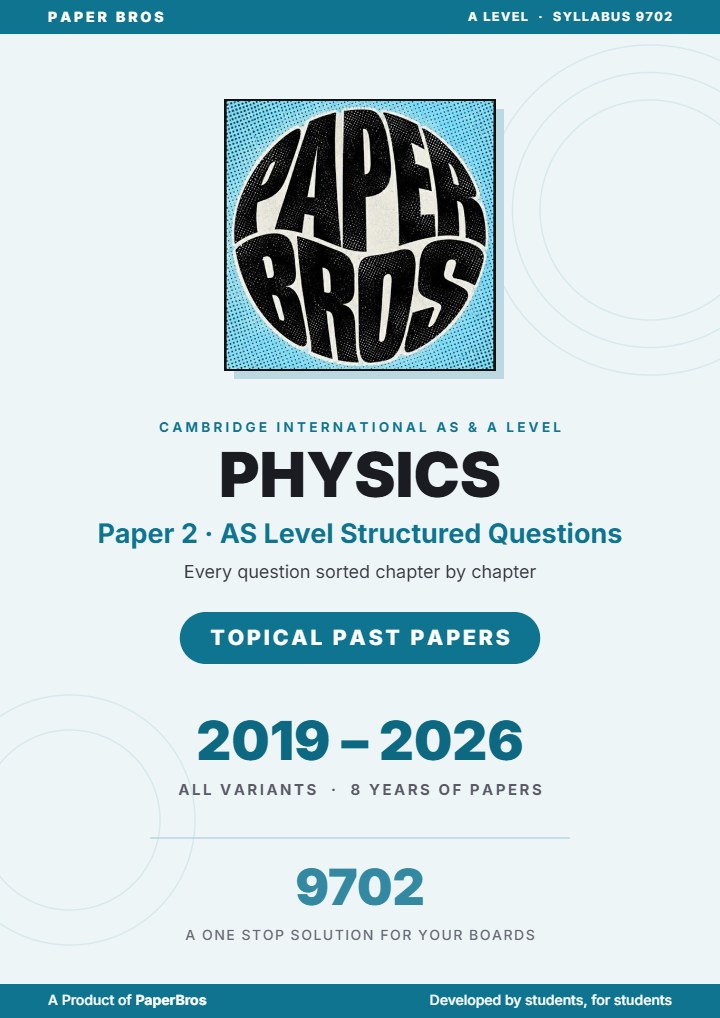 PAPER BROS
A LEVEL · SYLLABUS 9702
PAPER
BROS
CAMBRIDGE INTERNATIONAL AS & A LEVEL
PHYSICS
Paper 2 · AS Level Structured Questions
Every question sorted chapter by chapter
TOPICAL PAST PAPERS
2019 – 2026
ALL VARIANTS · 8 YEARS OF PAPERS
9702
A ONE STOP SOLUTION FOR YOUR BOARDS
A Product of PaperBros
Developed by students, for students